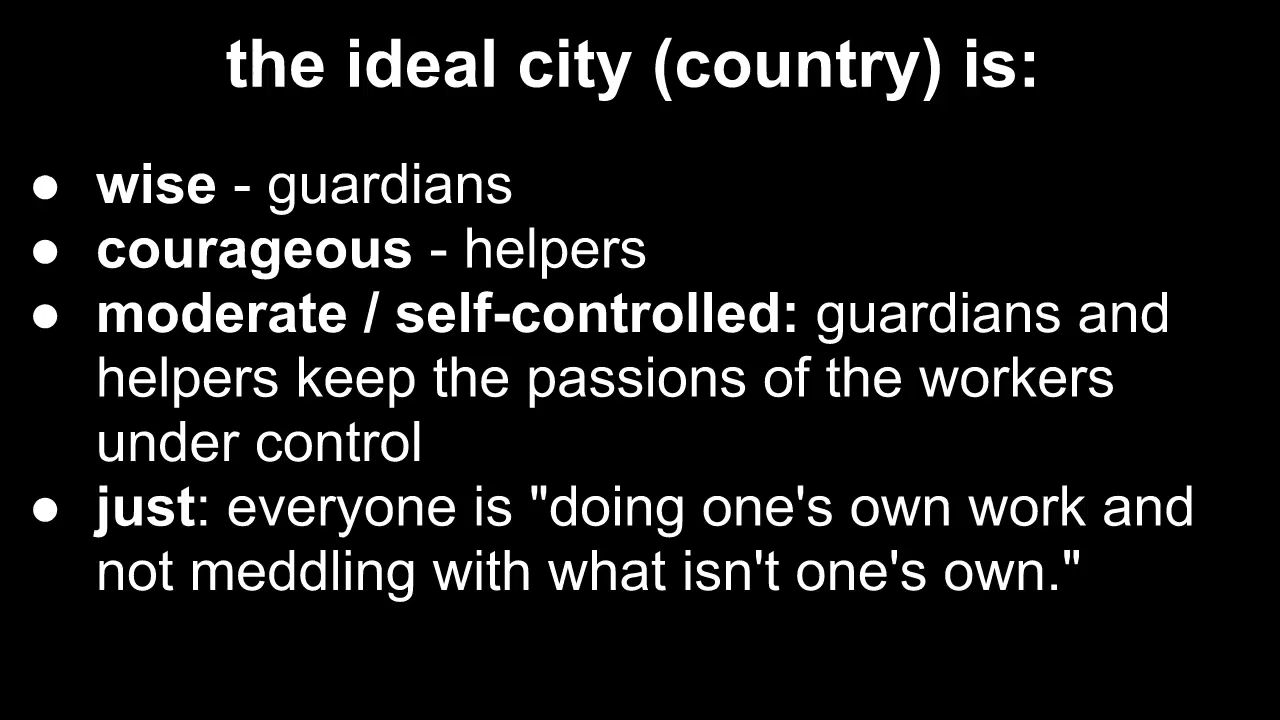 the ideal city (country) is:
● wise - guardians
● courageous - helpers
● moderate / self-controlled: guardians and
helpers keep the passions of the workers
under control
● just: everyone is "doing one's own work and
not meddling with what isn't one's own."